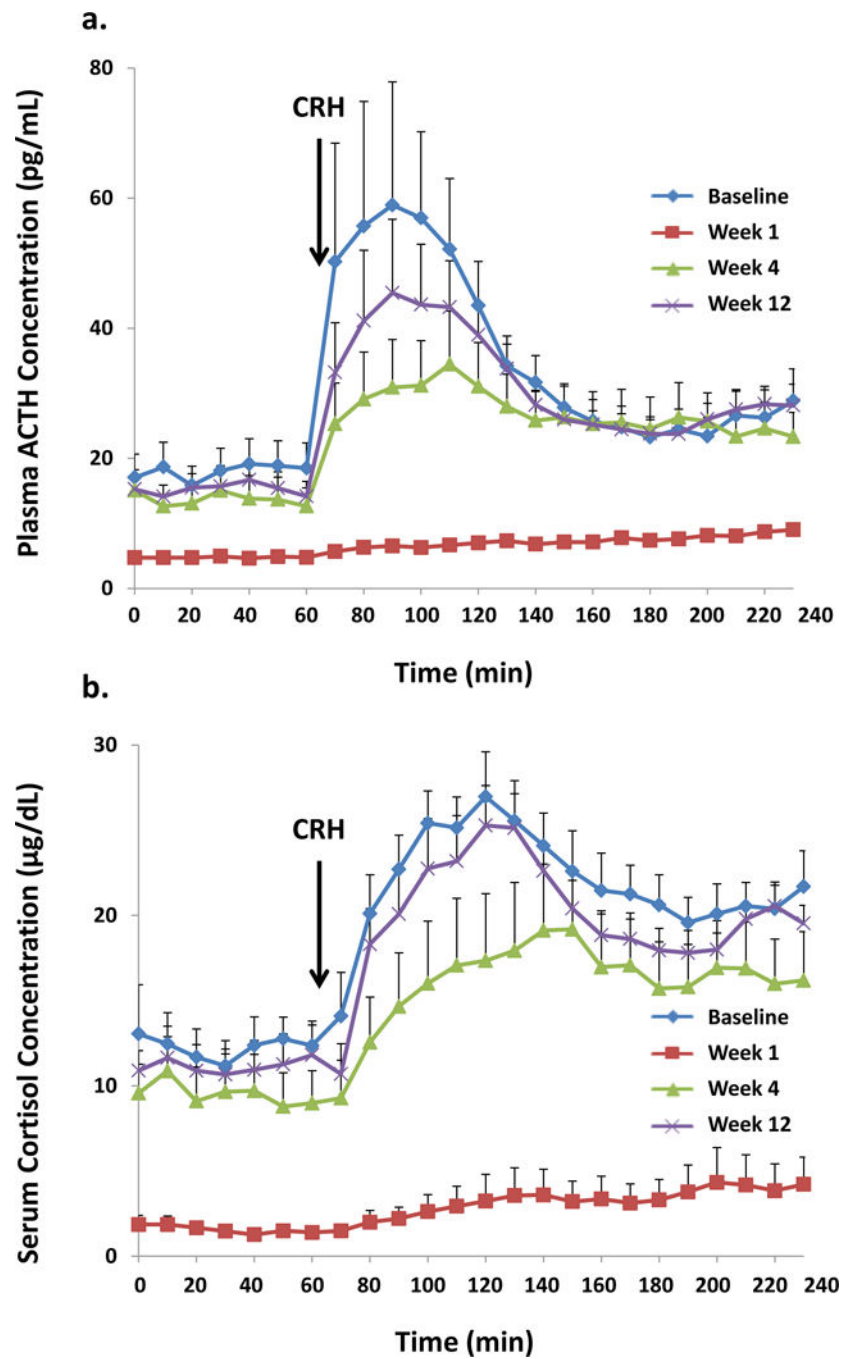 a.
Plasma ACTH Concentration (pg/mL)
80
60
40
20
0
CRH
Baseline
Week 1
Week 4
Week 12
0 20 40 60 80 100 120 140 160 180 200 220 240
Time (min)
b.
Serum Cortisol Concentration (µg/dL)
30
20
10
0
CRH
Baseline
Week 1
Week 4
Week 12
0 20 40 60 80 100 120 140 160 180 200 220 240
Time (min)